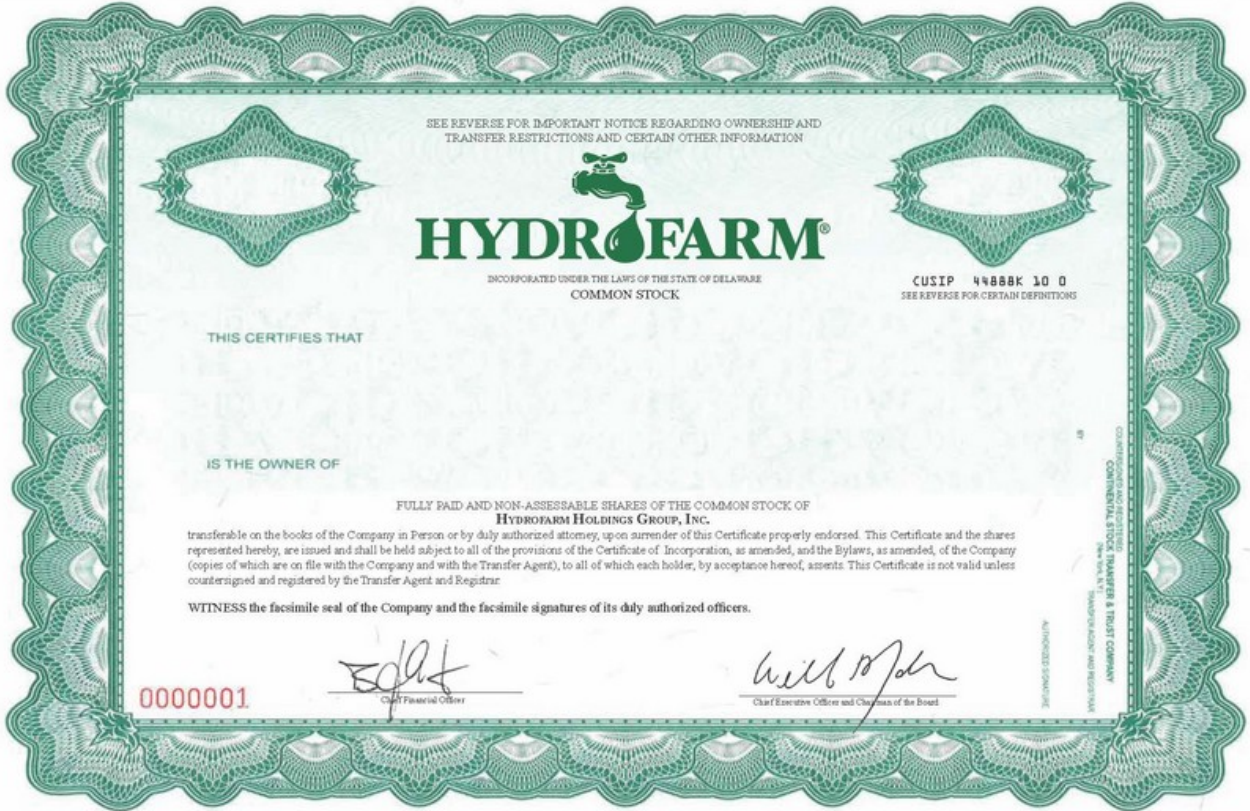 SEE REVERSE FOR IMPORTANT NOTICE REGARDING OWNERSHIP AND
TRANSFER RESTRICTIONS AND CERTAIN OTHER INFORMATION
HYDROFARM®
INCORPORATED UNDER THE LAWS OF THE STATE OF DELAWARE
COMMON STOCK
CUSIP 44888K 10 0
SEE REVERSE FOR CERTAIN DEFINITIONS
THIS CERTIFIES THAT
IS THE OWNER OF
FULLY PAID AND NON-ASSESSABLE SHARES OF THE COMMON STOCK OF
HYDROFARM HOLDINGS GROUP, INC.
transferable on the books of the Company in Person or by duly authorized attorney, upon surrender of this Certificate properly endorsed. This Certificate and the shares
represented hereby, are issued and shall be held subject to all of the provisions of the Certificate of Incorporation, as amended, and the Bylaws, as amended, of the Company
(copies of which are on file with the Company and with the Transfer Agent), to all of which each holder, by acceptance hereof, assents. This Certificate is not valid unless
countersigned and registered by the Transfer Agent and Registrar.
WITNESS the facsimile seal of the Company and the facsimile signatures of its duly authorized officers.
0000001
Chief Financial Officer
Chief Executive Officer and Chairman of the Board
COUNTERSIGNED AND REGISTERED
CONTINENTAL STOCK TRANSFER & TRUST COMPANY
(New York, N.Y.)
TRANSFER AGENT AND REGISTRAR
BY
AUTHORIZED SIGNATURE